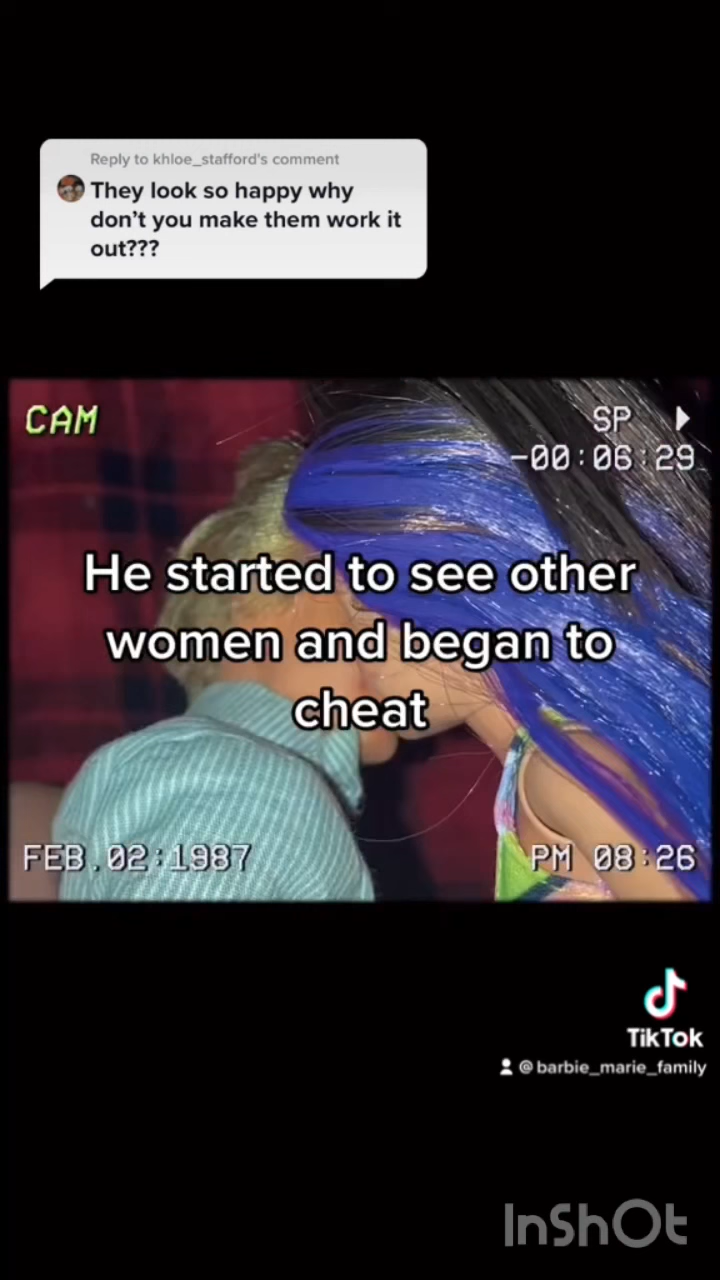 Reply to khloe_stafford's comment
They look so happy why
don't you make them work it
out???
CAM
SP
-00:06:29
He started to see other
women and began to
cheat
FEB.02:1987
PM 08:26
TikTok
@barbie_marie_family
InShOt